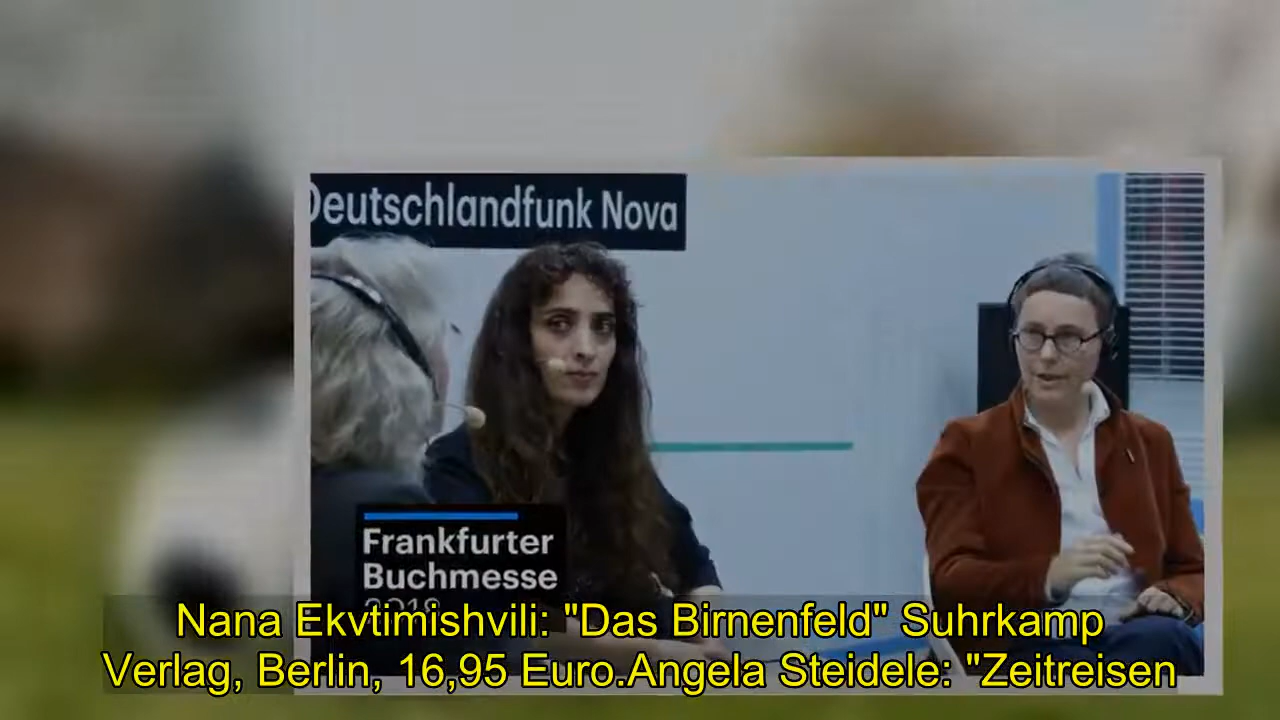 Deutschlandfunk Nova
Frankfurter
Buchmesse
Nana Ekvtimishvili: "Das Birnenfeld" Suhrkamp
Verlag, Berlin, 16,95 Euro.Angela Steidele: "Zeitreisen